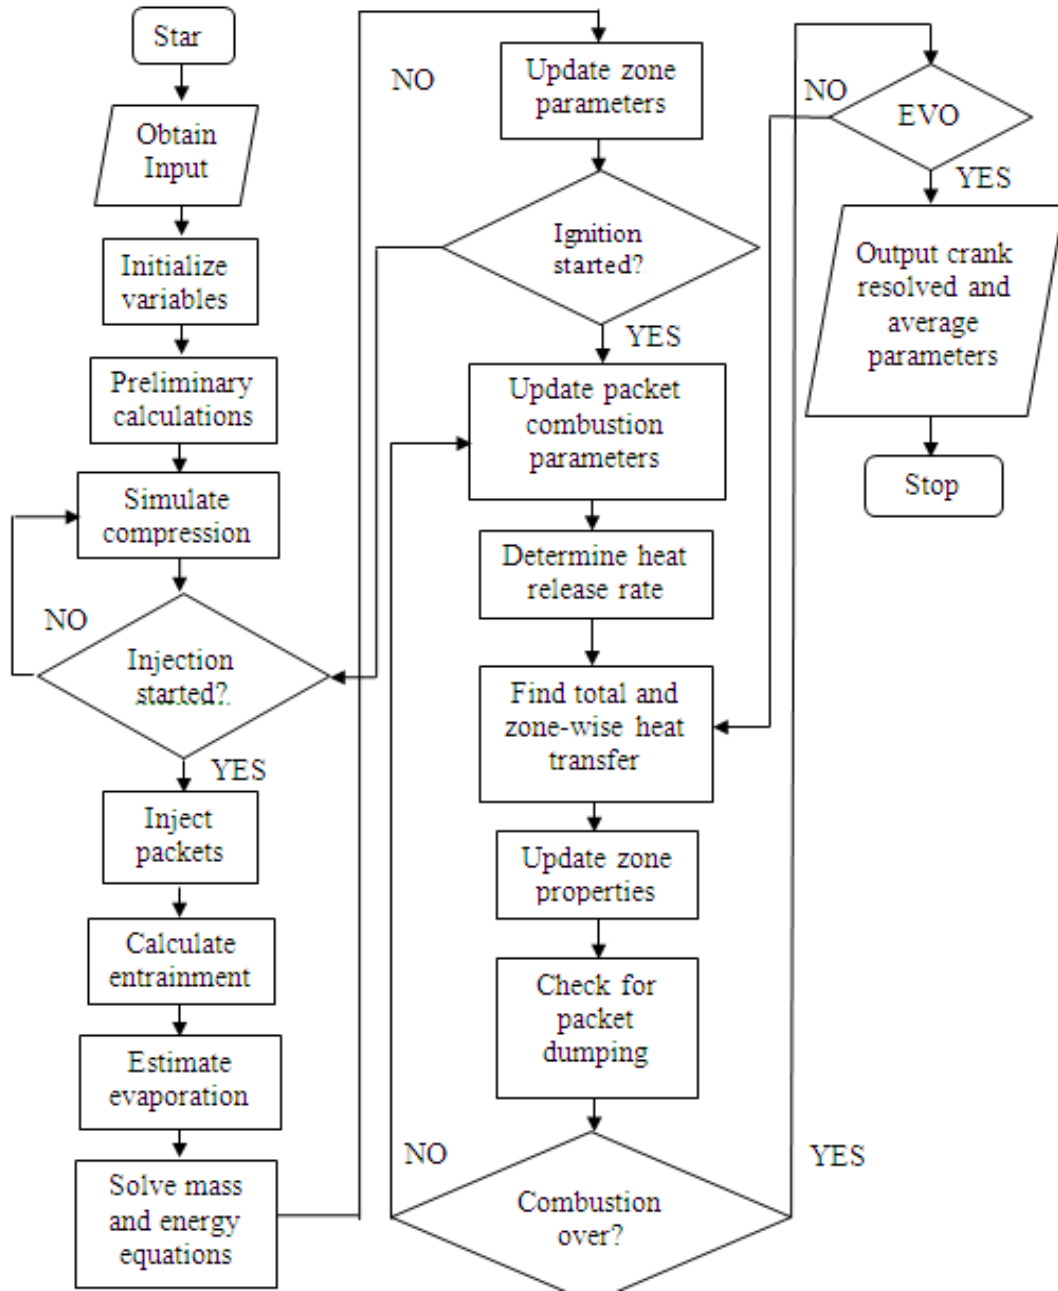 Star
Obtain
Input
Initialize
variables
Preliminary
calculations
Simulate
compression
NO
Injection
started?
YES
Inject
packets
Calculate
entrainment
Estimate
evaporation
Solve mass
and energy
equations
NO
Update zone
parameters
Ignition
started?
YES
Update packet
combustion
parameters
Determine heat
release rate
Find total and
zone-wise heat
transfer
Update zone
properties
Check for
packet
dumping
NO
YES
Combustion
over?
NO
EVO
YES
Output crank
resolved and
average
parameters
Stop